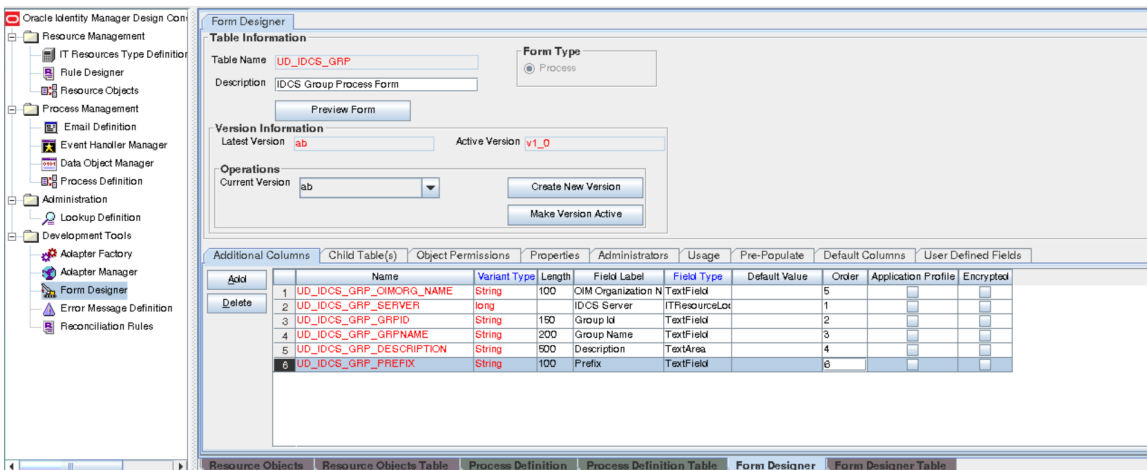 Oracle Identity Manager Design Con
Resource Management
IT Resources Type Definition
Rule Designer
Resource Objects
Process Management
Email Definition
Event Handler Manager
Data Object Manager
Process Definition
Administration
Lookup Definition
Development Tools
Adapter Factory
Adapter Manager
Form Designer
Error Message Definition
Reconciliation Rules
Form Designer
Table Information
Table Name UD_IDCS_GRP
Form Type
Process
Description IDCS Group Process Form
Preview Form
Version Information
Latest Version ab Active Version v1_0
Operations
Current Version ab Create New Version
Make Version Active
Additional Columns Child Table(s) Object Permissions Properties Administrators Usage Pre-Populate Default Columns User Defined Fields
Add
Delete
Name Variant Type Length Field Label Field Type Default Value Order Application Profile Encrypted
1 UD_IDCS_GRP_OIMORG_NAME String 100 OIM Organization N TextField 5
2 UD_IDCS_GRP_SERVER long IDCS Server ITResourceLoo 1
3 UD_IDCS_GRP_GRPID String 150 Group Id TextField 2
4 UD_IDCS_GRP_GRPNAME String 200 Group Name TextField 3
5 UD_IDCS_GRP_DESCRIPTION String 500 Description TextArea 4
6 UD_IDCS_GRP_PREFIX String 100 Prefix TextField 6
Resource Objects Resource Objects Table Process Definition Process Definition Table Form Designer Form Designer Table